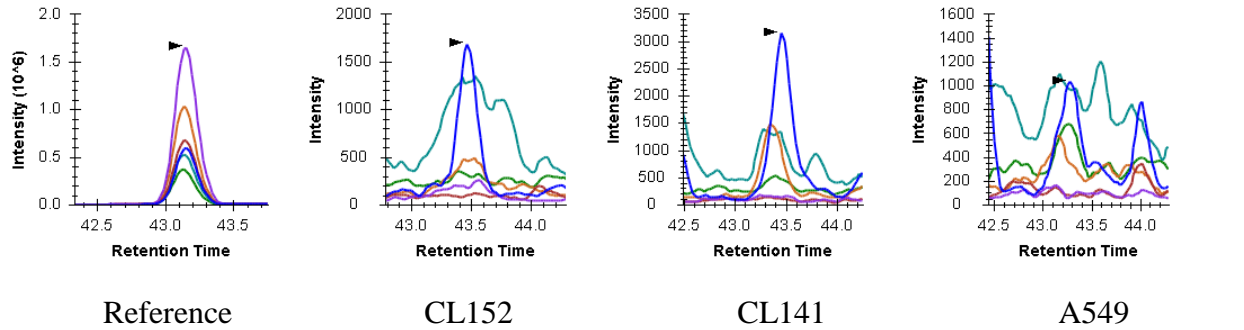 2.0
1.5
1.0
0.5
0.0
42.5 43.0 43.5
Intensity (10^6)
Retention Time
2000
1500
1000
500
0
43.0 43.5 44.0
Intensity
Retention Time
3500
3000
2500
2000
1500
1000
500
0
42.5 43.0 43.5 44.0
Intensity
Retention Time
1600
1400
1200
1000
800
600
400
200
0
42.5 43.0 43.5 44.0
Intensity
Retention Time
Reference CL152 CL141 A549